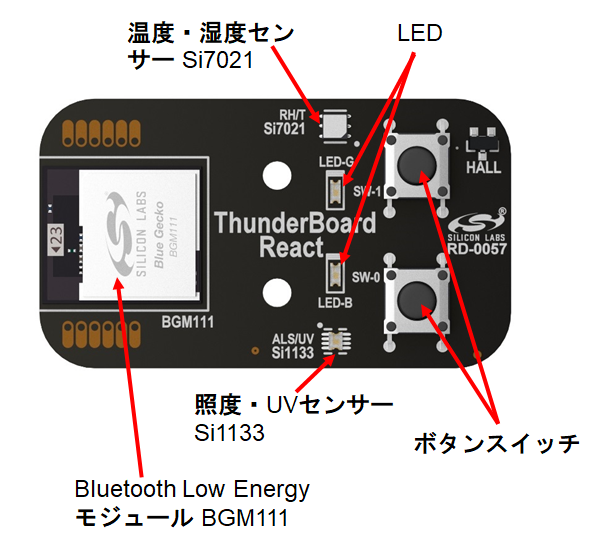 温度・湿度セン
サー Si7021
LED
RH/T
Si7021
LED-G
SW-1
HALL
23
SILICON LABS
Blue Gecko
BGM111
ThunderBoard
React
SILICON LABS
RD-0057
SW-0
LED-B
BGM111
ALS/UV
Si1133
照度・UVセンサー
Si1133
ボタンスイッチ
Bluetooth Low Energy
モジュール BGM111